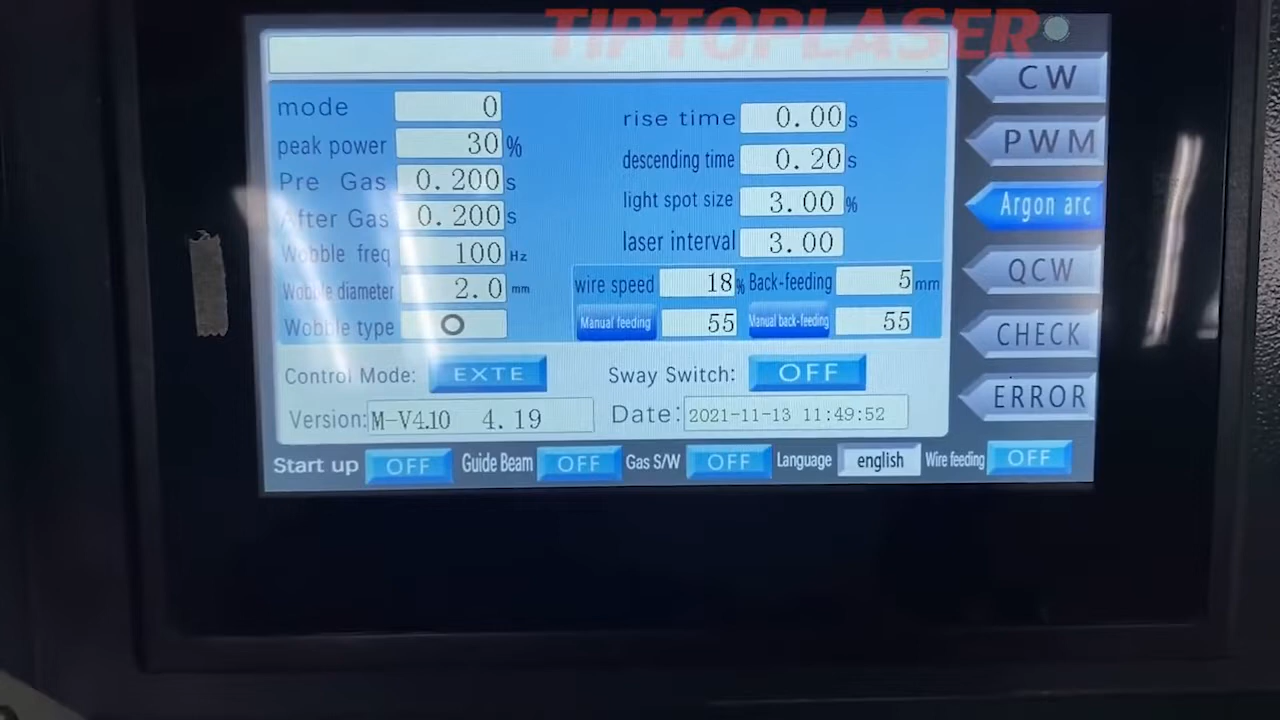 TIPTOPLASER
mode 0
peak power 30 %
Pre Gas 0.200 s
After Gas 0.200 s
Wobble freq 100 Hz
Wobble diameter 2.0 mm
Wobble type
rise time 0.00 s
descending time 0.20 s
light spot size 3.00 %
laser interval 3.00
wire speed 18 % Back-feeding 5 mm
Manual feeding 55 Manual back-feeding 55
Control Mode: EXTE Sway Switch: OFF
Version: M-V4.10 4.19 Date: 2021-11-13 11:49:52
Start up OFF Guide Beam OFF Gas S/W OFF Language english Wire feeding OFF
CW
PWM
Argon arc
QCW
CHECK
ERROR